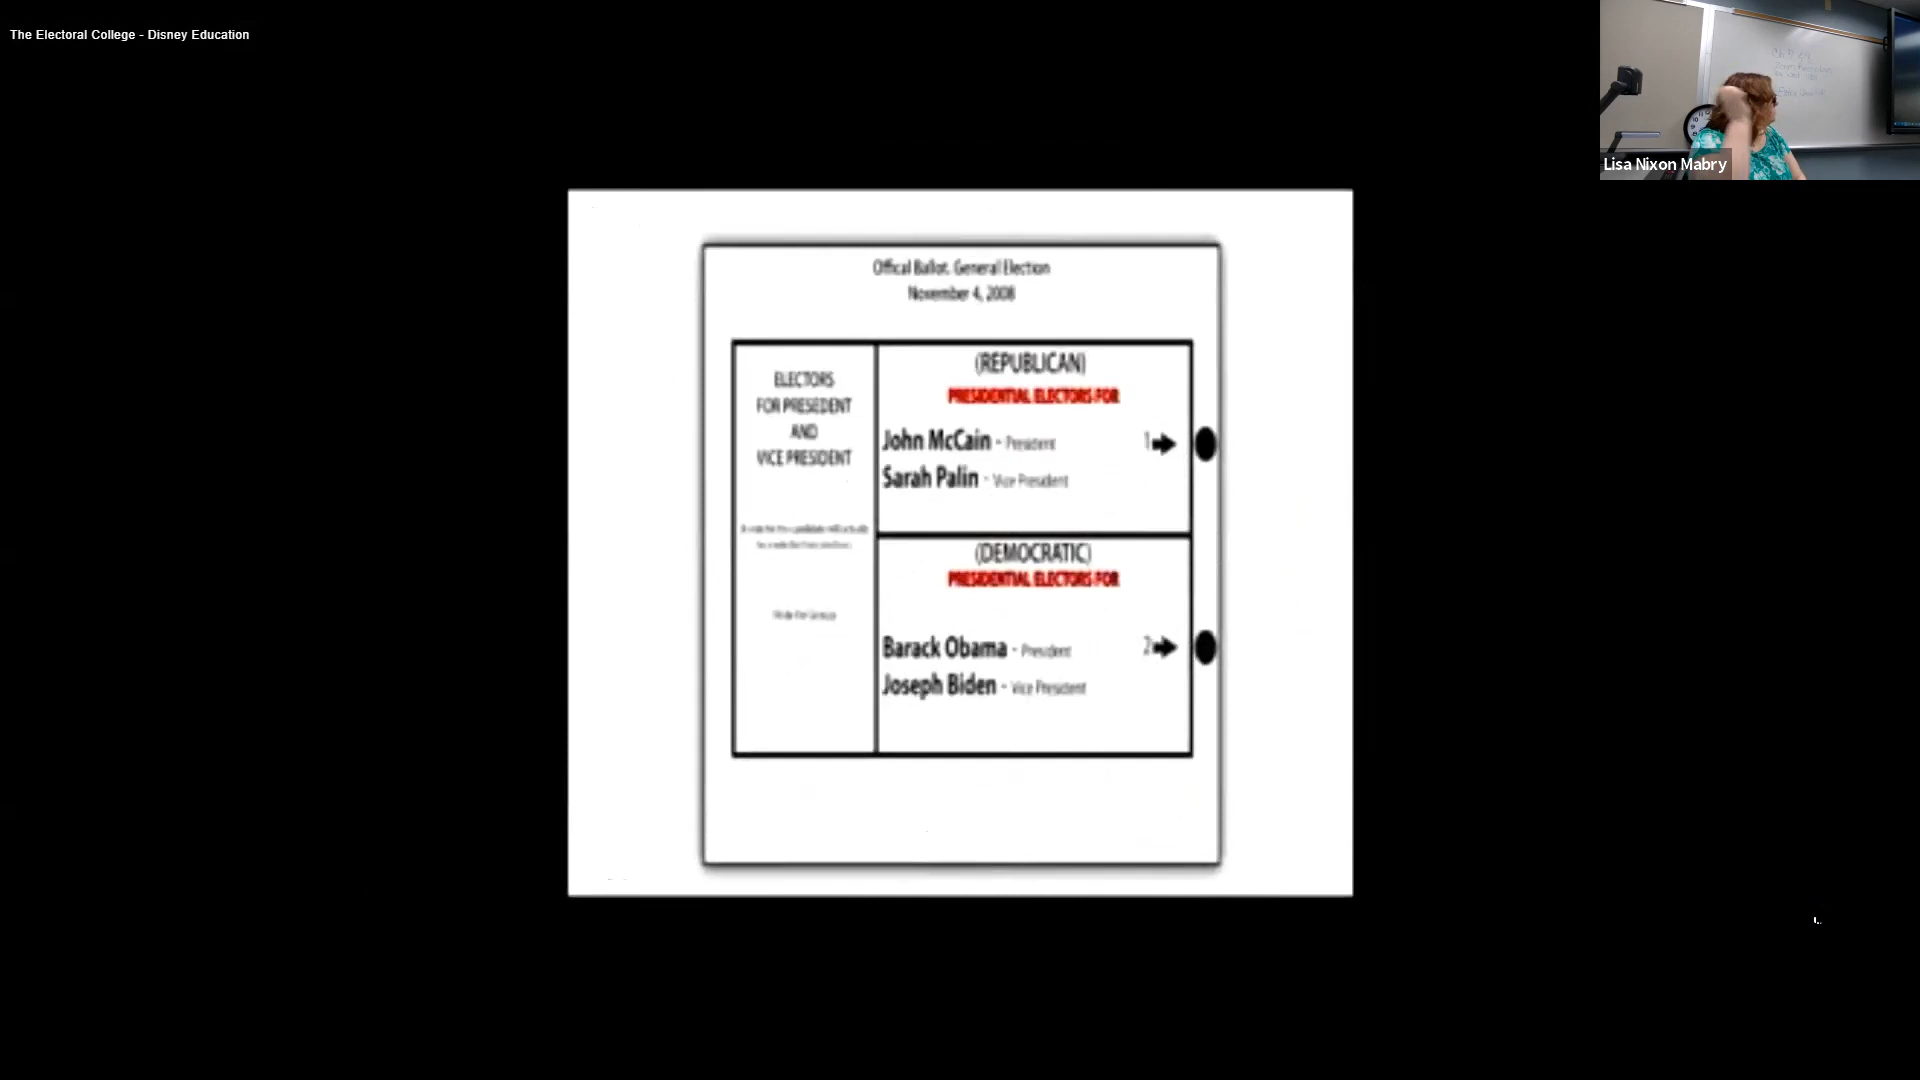 The Electoral College - Disney Education
Lisa Nixon Mabry
Offical Ballot, General Election
November 4, 2008
ELECTORS
FOR PRESEDENT
AND
VICE PRESIDENT
(REPUBLICAN)
PRESIDENTIAL ELECTORS FOR
John McCain - President
1
Sarah Palin - Vice President
(DEMOCRATIC)
PRESIDENTIAL ELECTORS FOR
Barack Obama - President
2
Joseph Biden - Vice President